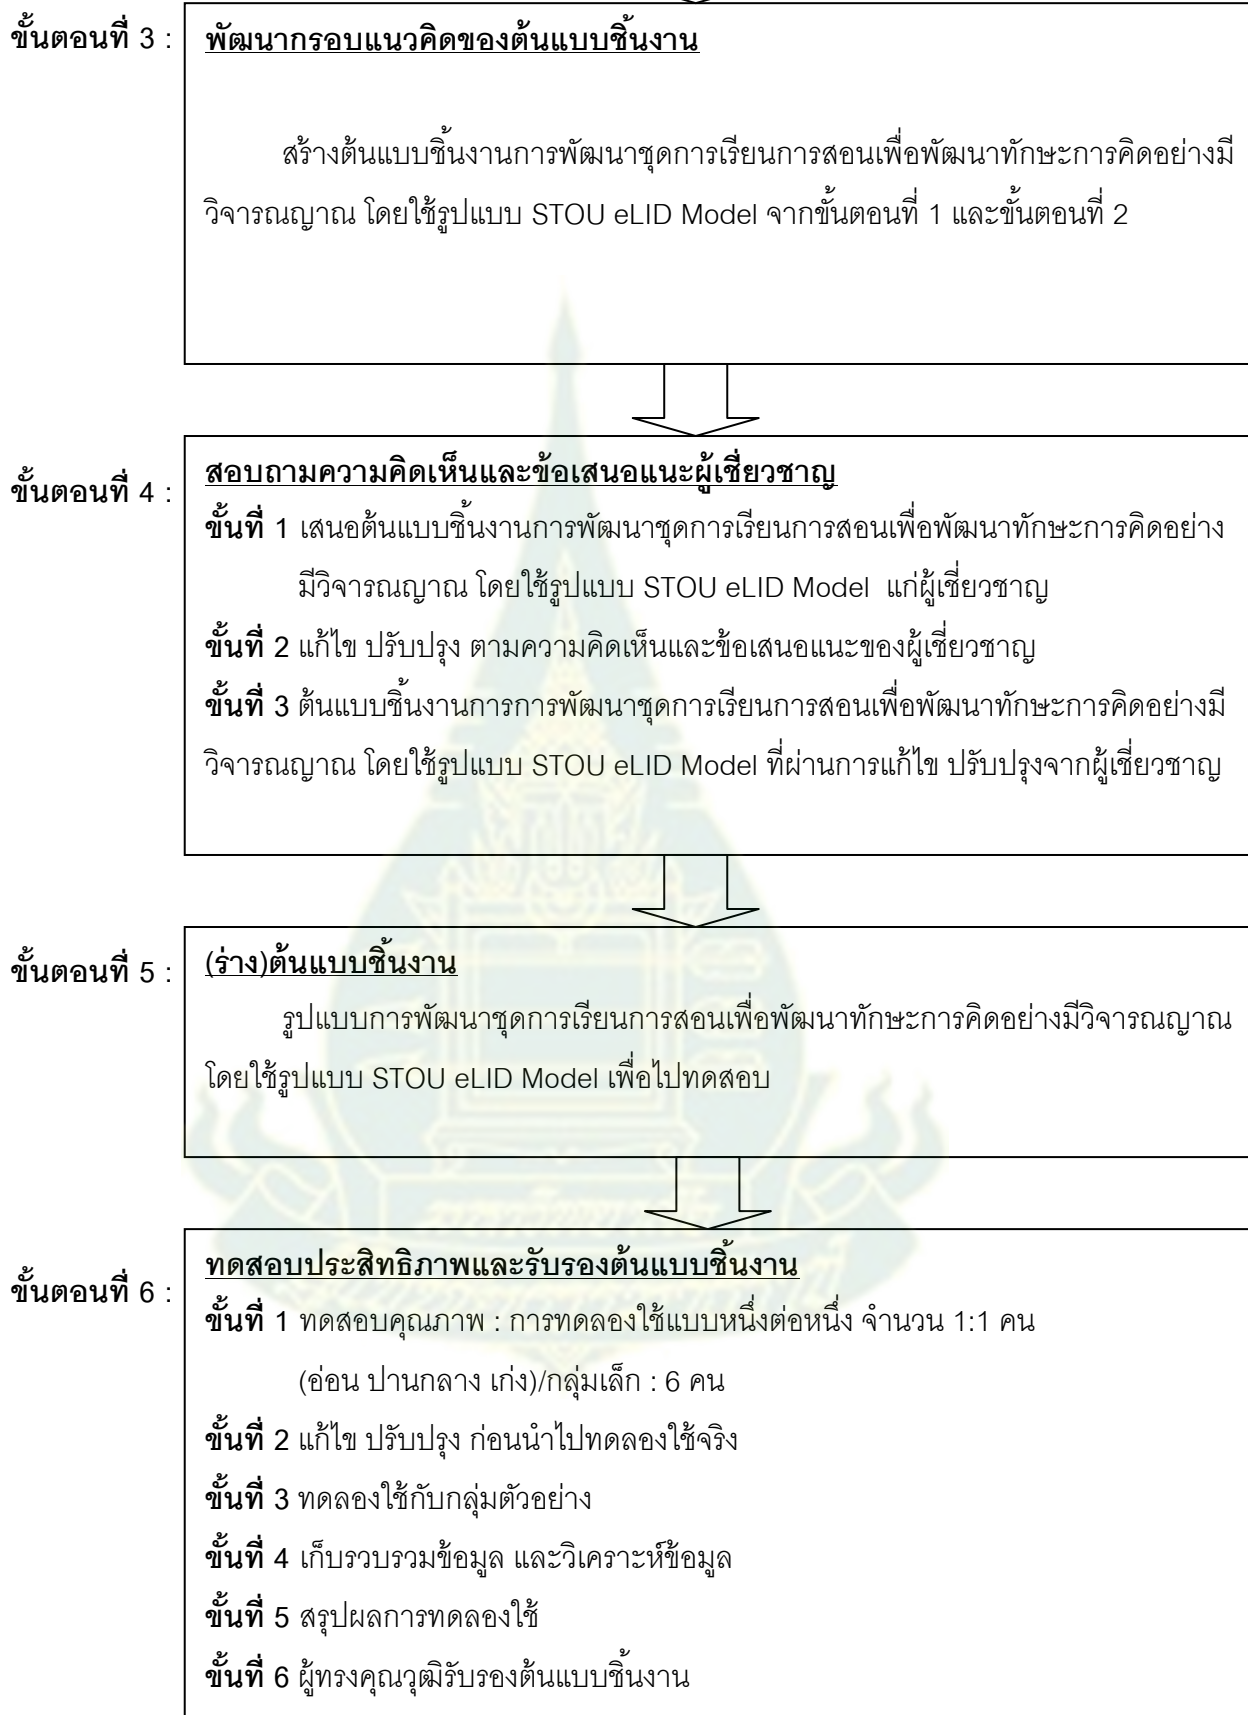 ขั้นตอนที่ 3 :
พัฒนากรอบแนวคิดของต้นแบบชิ้นงาน
สร้างต้นแบบชิ้นงานการพัฒนาชุดการเรียนการสอนเพื่อพัฒนาทักษะการคิดอย่างมี
วิจารณญาณ โดยใช้รูปแบบ STOU eLID Model จากขั้นตอนที่ 1 และขั้นตอนที่ 2
ขั้นตอนที่ 4 :
สอบถามความคิดเห็นและข้อเสนอแนะผู้เชี่ยวชาญ
ขั้นที่ 1 เสนอต้นแบบชิ้นงานการพัฒนาชุดการเรียนการสอนเพื่อพัฒนาทักษะการคิดอย่าง
มีวิจารณญาณ โดยใช้รูปแบบ STOU eLID Model แก่ผู้เชี่ยวชาญ
ขั้นที่ 2 แก้ไข ปรับปรุง ตามความคิดเห็นและข้อเสนอแนะของผู้เชี่ยวชาญ
ขั้นที่ 3 ต้นแบบชิ้นงานการการพัฒนาชุดการเรียนการสอนเพื่อพัฒนาทักษะการคิดอย่างมี
วิจารณญาณ โดยใช้รูปแบบ STOU eLID Model ที่ผ่านการแก้ไข ปรับปรุงจากผู้เชี่ยวชาญ
ขั้นตอนที่ 5 :
(ร่าง)ต้นแบบชิ้นงาน
รูปแบบการพัฒนาชุดการเรียนการสอนเพื่อพัฒนาทักษะการคิดอย่างมีวิจารณญาณ
โดยใช้รูปแบบ STOU eLID Model เพื่อไปทดสอบ
ขั้นตอนที่ 6 :
ทดสอบประสิทธิภาพและรับรองต้นแบบชิ้นงาน
ขั้นที่ 1 ทดสอบคุณภาพ : การทดลองใช้แบบหนึ่งต่อหนึ่ง จำนวน 1:1 คน
(อ่อน ปานกลาง เก่ง)/กลุ่มเล็ก : 6 คน
ขั้นที่ 2 แก้ไข ปรับปรุง ก่อนนำไปทดลองใช้จริง
ขั้นที่ 3 ทดลองใช้กับกลุ่มตัวอย่าง
ขั้นที่ 4 เก็บรวบรวมข้อมูล และวิเคราะห์ข้อมูล
ขั้นที่ 5 สรุปผลการทดลองใช้
ขั้นที่ 6 ผู้ทรงคุณวุฒิรับรองต้นแบบชิ้นงาน